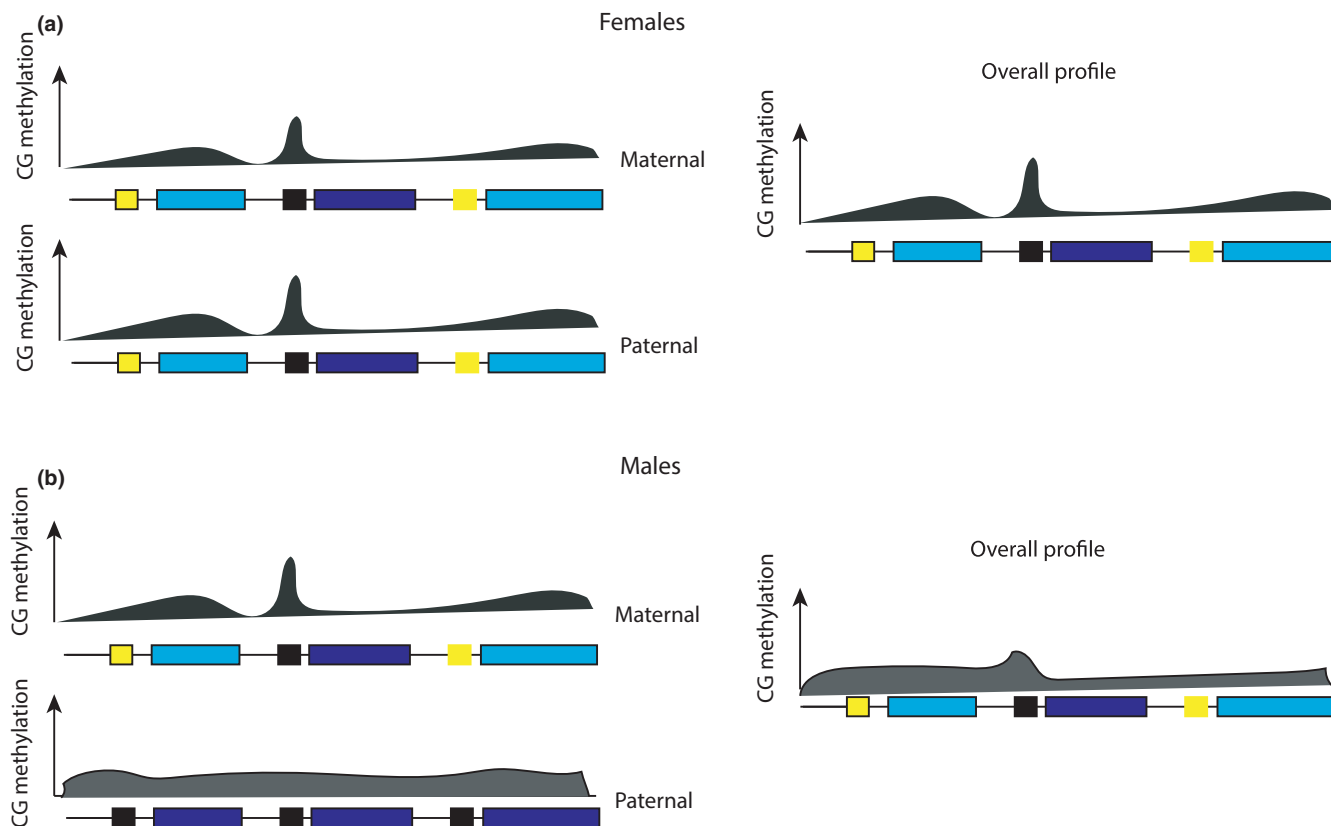 (a)
Females
CG methylation
Maternal
CG methylation
Paternal
Overall profile
CG methylation
(b)
Males
CG methylation
Maternal
CG methylation
Paternal
Overall profile
CG methylation